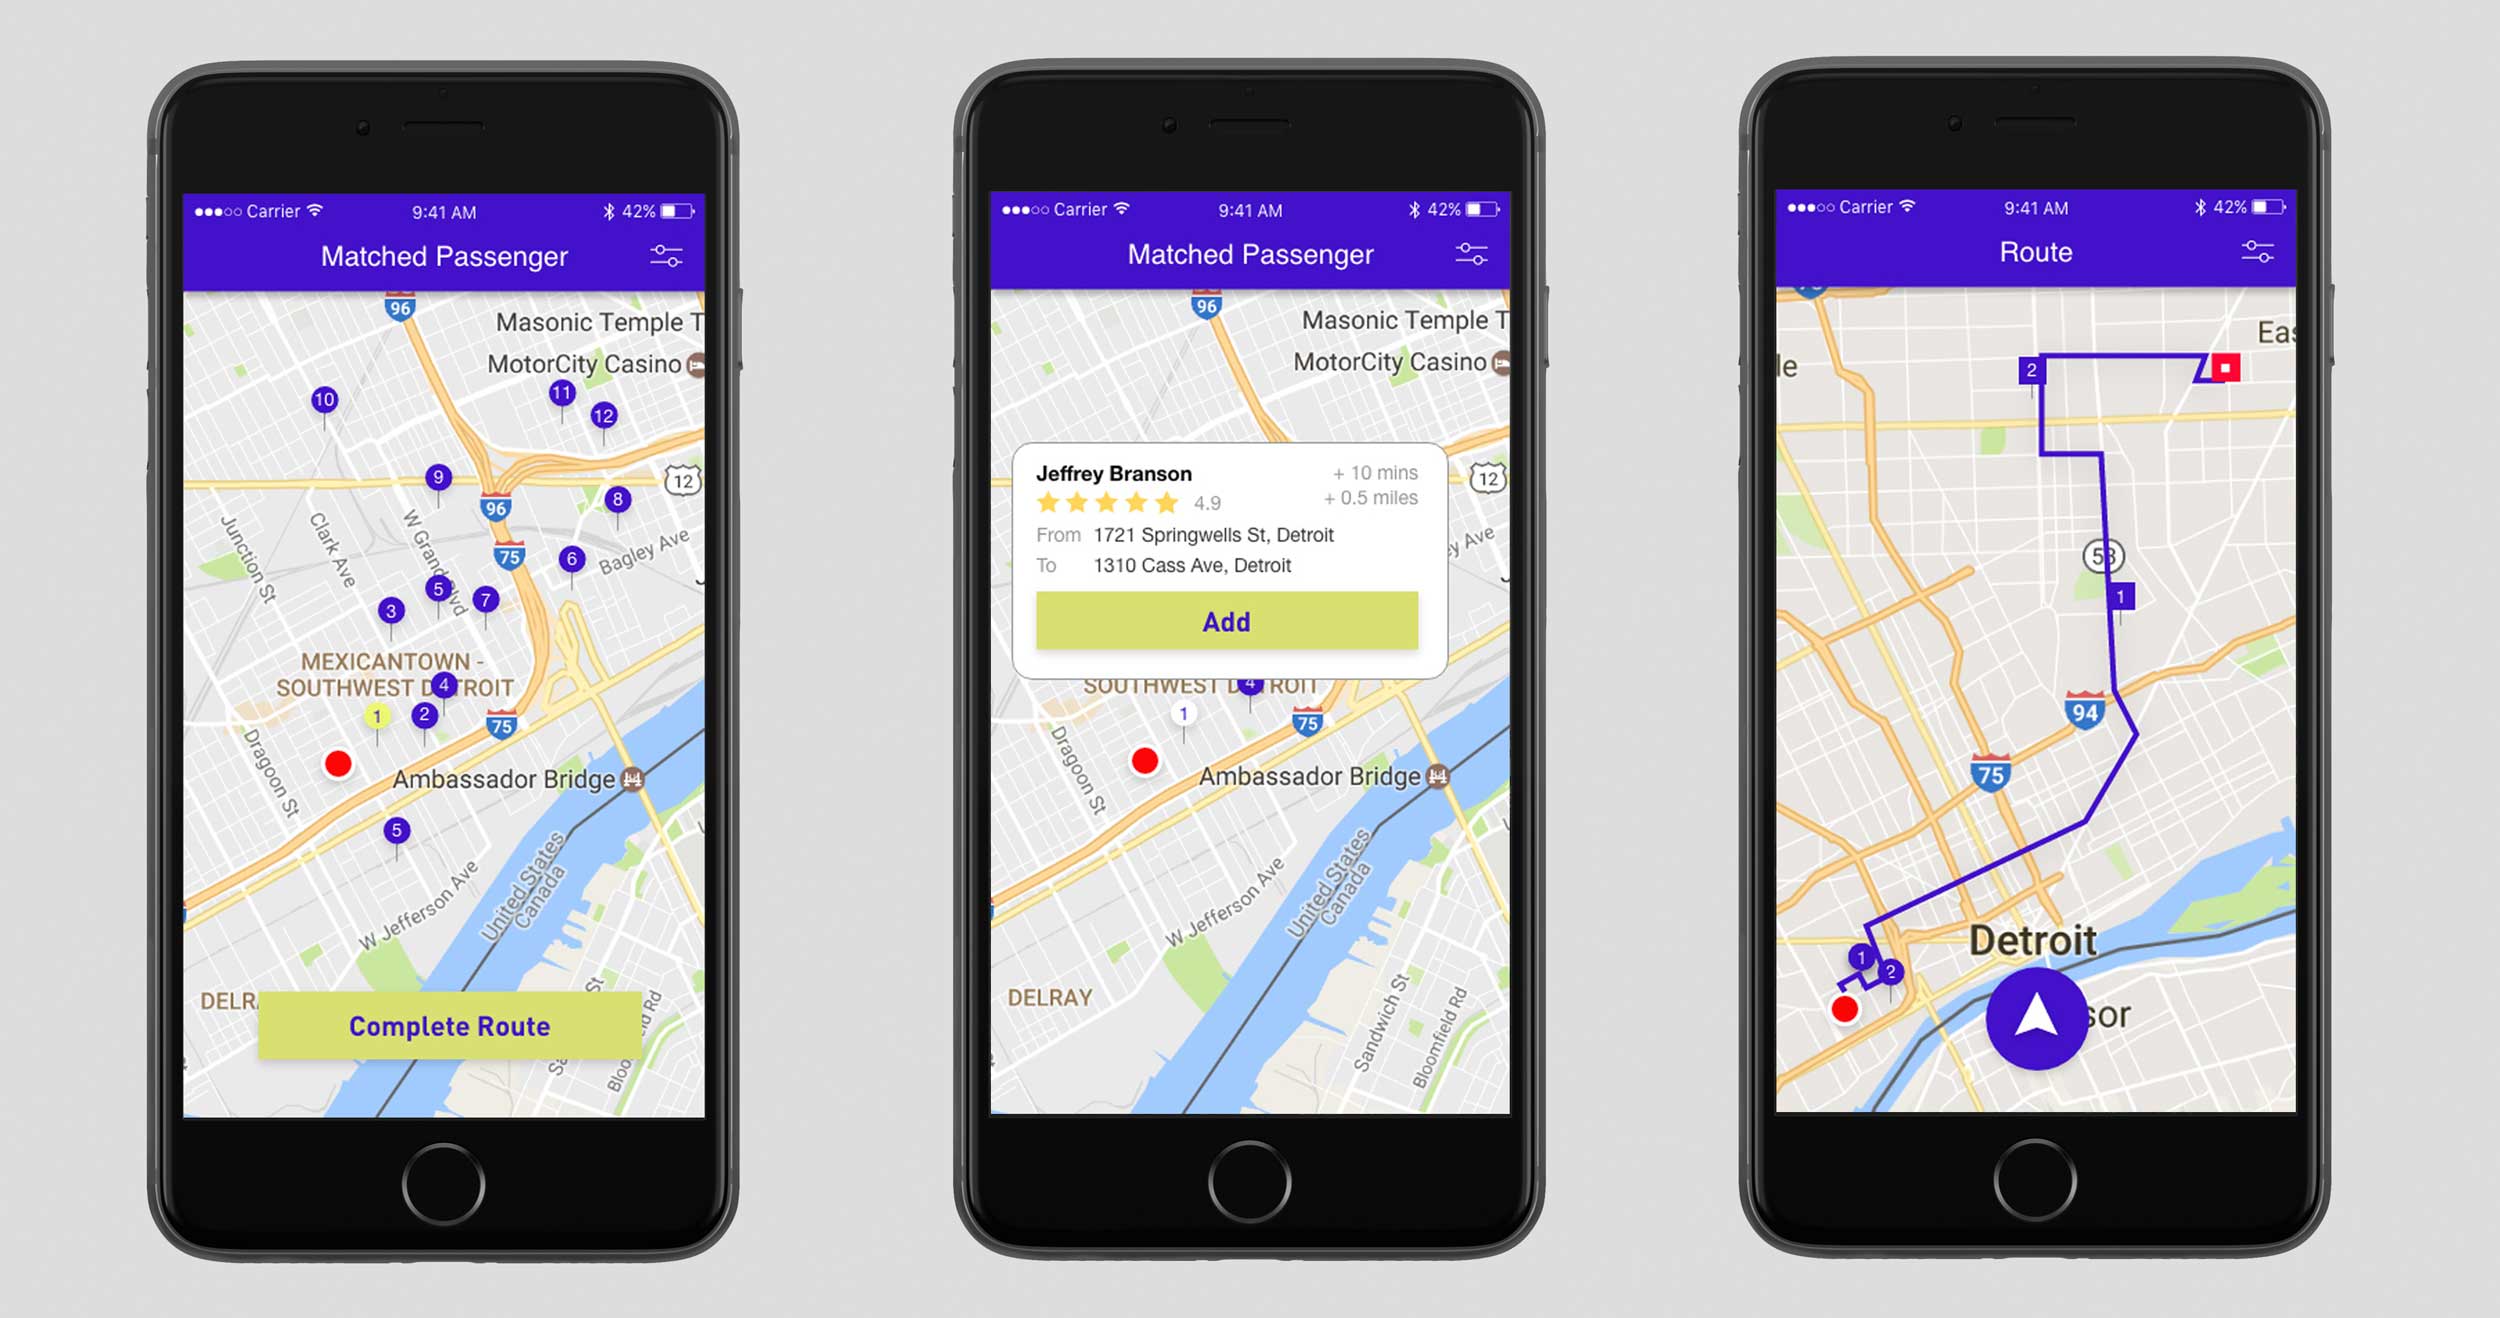 Carrier 9:41 AM 42%
Matched Passenger
96
Masonic Temple T
MotorCity Casino
10
11
12
9
96
12
8
Junction St
Clark Ave
W Grand Blvd
75
6
Bagley Ave
5
7
3
MEXICANTOWN -
SOUTHWEST DETROIT
4
1
2
75
Dragoon St
Ambassador Bridge
5
United States
Canada
W Jefferson Ave
DELR
Complete Route
Carrier 9:41 AM 42%
Matched Passenger
96
Masonic Temple T
MotorCity Casino
Jeffrey Branson
+ 10 mins
4.9
+ 0.5 miles
12
From 1721 Springwells St, Detroit
To 1310 Cass Ave, Detroit
ey Ave
Add
SOUTHWEST DETROIT
4
1
75
Dragoon St
Ambassador Bridge
United States
Canada
W Jefferson Ave
DELRAY
Sandwich St
Bloomfield Rd
Carrier 9:41 AM 42%
Route
Eas
le
2
53
1
94
75
Detroit
1
2
sor